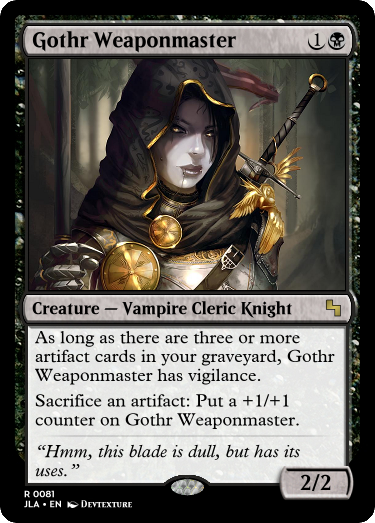 Gothr Weaponmaster 1
Creature — Vampire Cleric Knight
As long as there are three or more
artifact cards in your graveyard, Gothr
Weaponmaster has vigilance.
Sacrifice an artifact: Put a +1/+1
counter on Gothr Weaponmaster.
“Hmm, this blade is dull, but has its
uses.”
2/2
R 0081
JLA • EN DEVTEXTURE